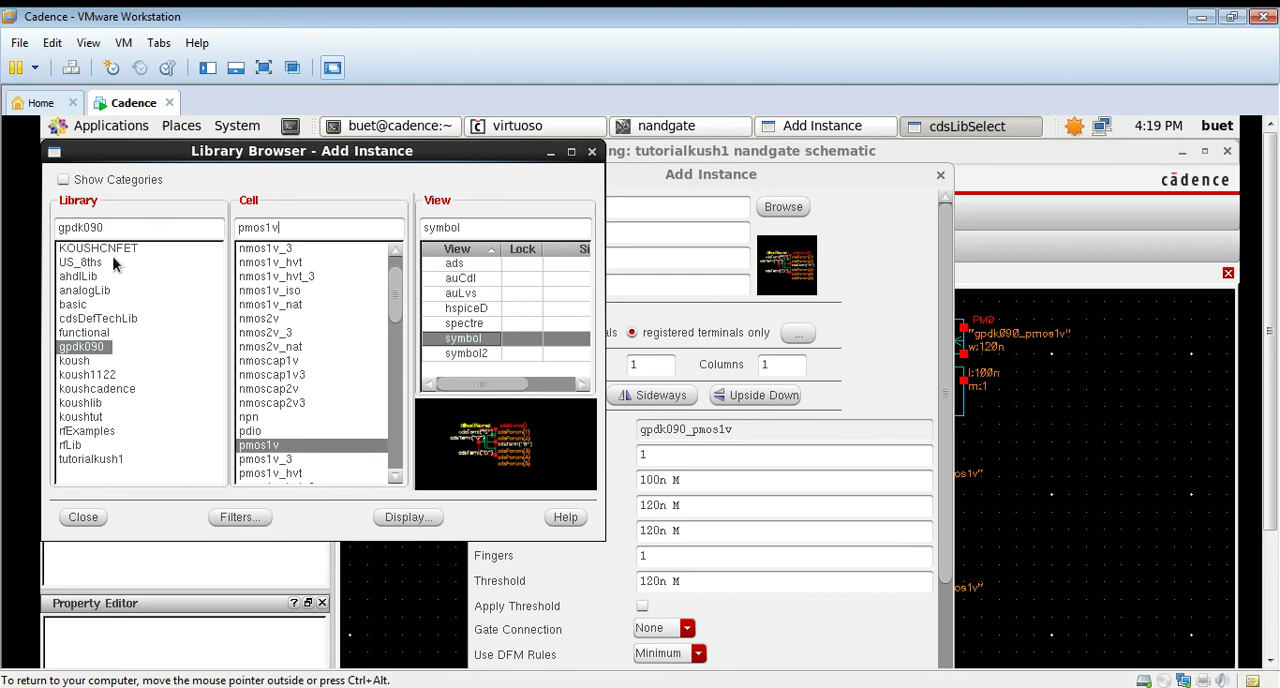 Cadence - VMware Workstation
File Edit View VM Tabs Help
Home Cadence
Applications Places System buet@cadence:~ virtuoso nandgate Add Instance cdsLibSelect 4:19 PM buet
Library Browser - Add Instance
ng: tutorialkush1 nandgate schematic
Add Instance
cādence
Show Categories
Library Cell View
gpdk090 pmos1v symbol
KOUSHCNFET
US_8ths
ahdlLib
analogLib
basic
cdsDefTechLib
functional
gpdk090
koush
koush1122
koushcadence
koushlib
koushtut
rfExamples
rfLib
tutorialkush1
nmos1v_3
nmos1v_hvt
nmos1v_hvt_3
nmos1v_iso
nmos1v_nat
nmos2v
nmos2v_3
nmos2v_nat
nmoscap1v
nmoscap1v3
nmoscap2v
nmoscap2v3
npn
pdio
pmos1v
pmos1v_3
pmos1v_hvt
View Lock Si
ads
auCdl
auLvs
hspiceD
spectre
symbol
symbol2
Close Filters... Display... Help
Browse
als registered terminals only ...
1 Columns 1
Sideways Upside Down
gpdk090_pmos1v
1
100n M
120n M
120n M
Fingers 1
Threshold 120n M
Apply Threshold
Gate Connection None
Use DFM Rules Minimum
PM0
"gpdk090_pmos1v"
w:120n
l:100n
m:1
os1v"
os1v"
Property Editor
To return to your computer, move the mouse pointer outside or press Ctrl+Alt.